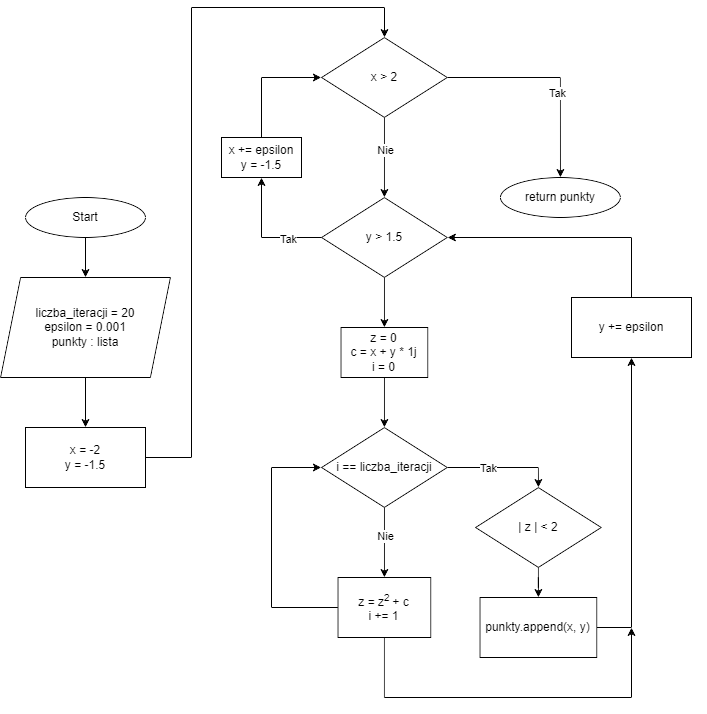 Start
liczba_iteracji = 20
epsilon = 0.001
punkty : lista
x = -2
y = -1.5
x > 2
Tak
return punkty
Nie
x += epsilon
y = -1.5
Tak
y > 1.5
z = 0
c = x + y * 1j
i = 0
y += epsilon
i == liczba_iteracji
Tak
| z | < 2
Nie
z = z² + c
i += 1
punkty.append(x, y)